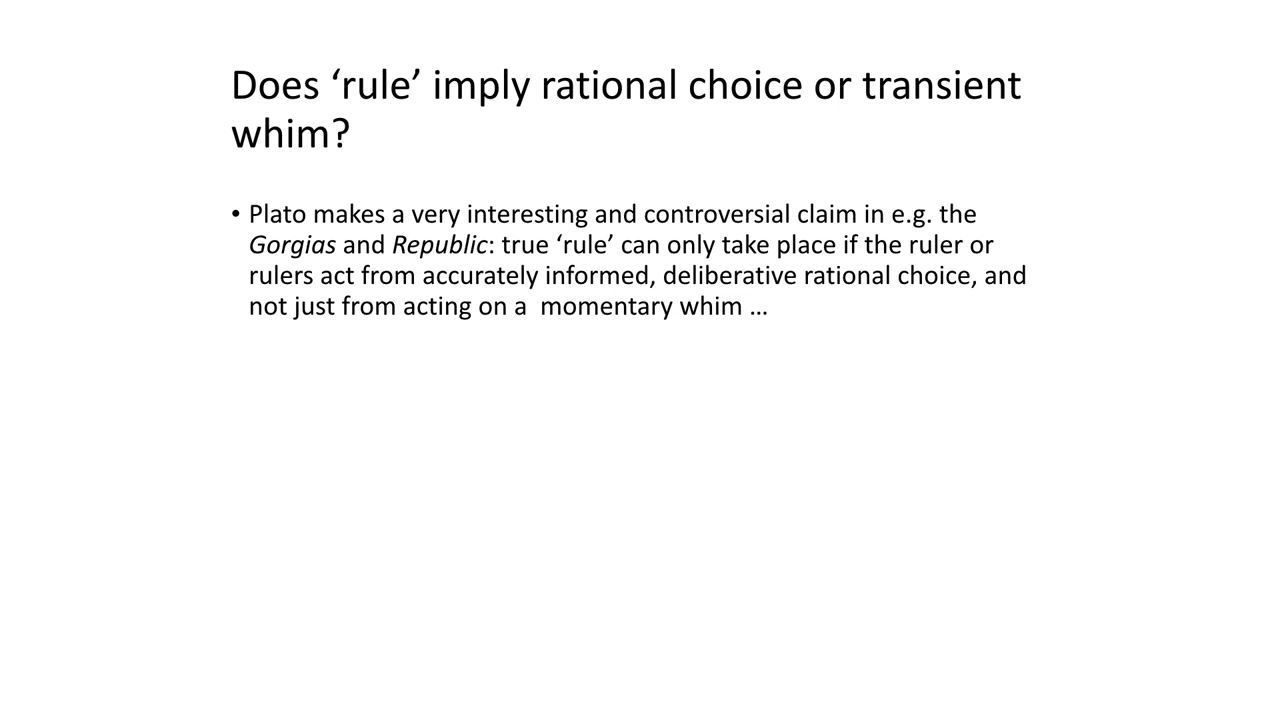 Does ‘rule’ imply rational choice or transient
whim?
• Plato makes a very interesting and controversial claim in e.g. the
Gorgias and Republic: true ‘rule’ can only take place if the ruler or
rulers act from accurately informed, deliberative rational choice, and
not just from acting on a  momentary whim …